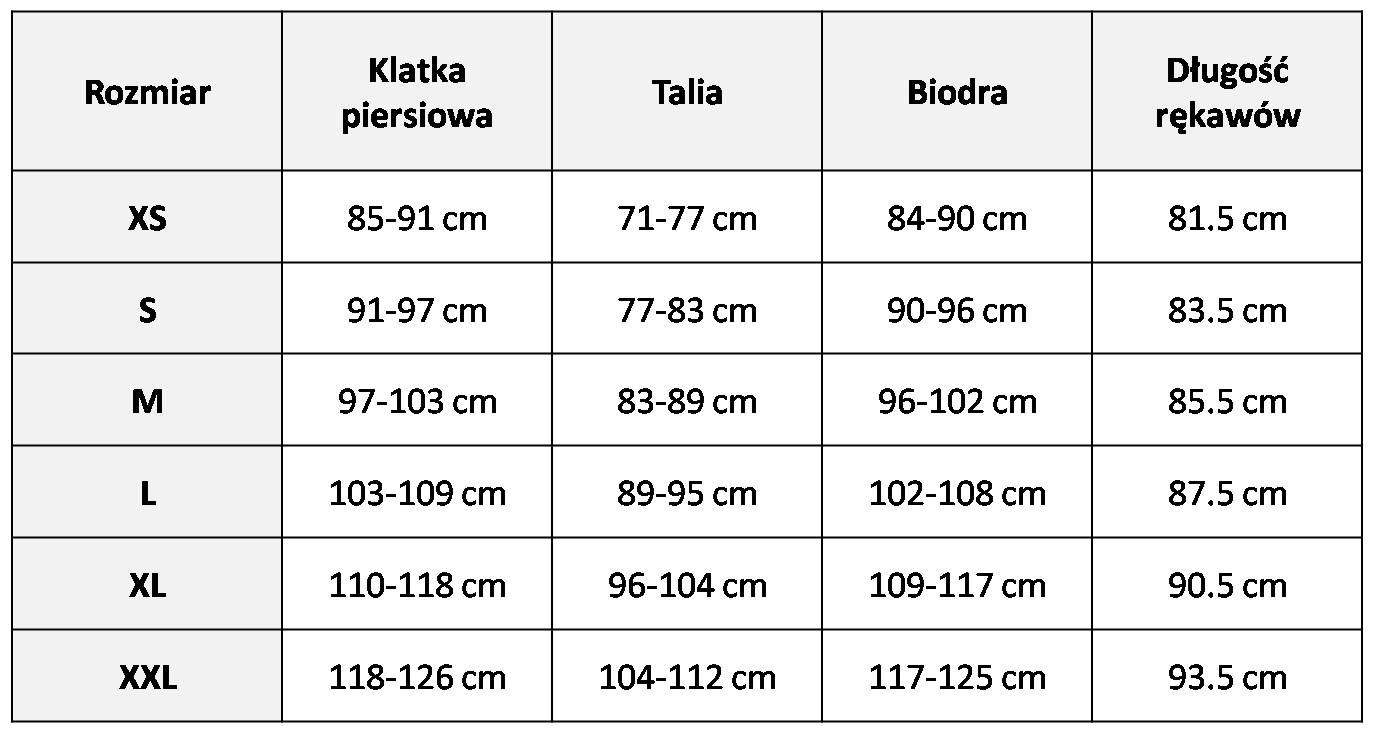 Rozmiar Klatka piersiowa Talia Biodra Długość rękawów
XS 85-91 cm 71-77 cm 84-90 cm 81.5 cm
S 91-97 cm 77-83 cm 90-96 cm 83.5 cm
M 97-103 cm 83-89 cm 96-102 cm 85.5 cm
L 103-109 cm 89-95 cm 102-108 cm 87.5 cm
XL 110-118 cm 96-104 cm 109-117 cm 90.5 cm
XXL 118-126 cm 104-112 cm 117-125 cm 93.5 cm